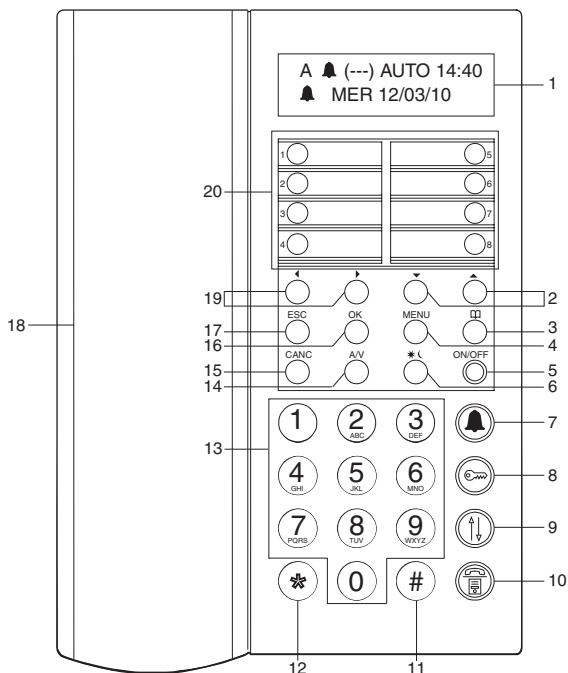 A (---) AUTO 14:40
MER 12/03/10
1
1 5
2 6
20
3 7
4 8
19 2
ESC OK MENU
18 17 3
16 4
CANC A/V ON/OFF
15 5
14 6
1 2 3
ABC DEF
13 7
4 5 6
GHI JKL MNO
8
7 8 9
PQRS TUV WXYZ
9
* 0 #
10
12 11